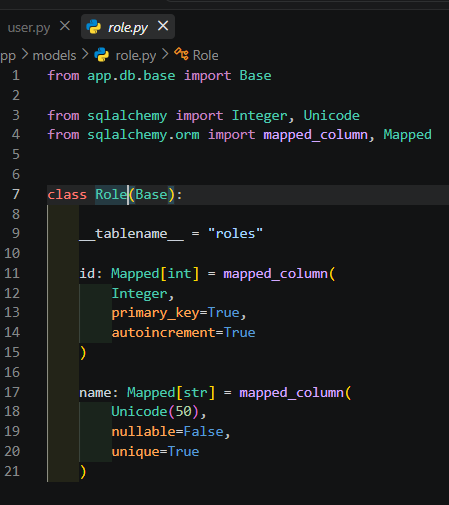 user.py × role.py ×
pp > models > role.py > Role
1 from app.db.base import Base
2
3 from sqlalchemy import Integer, Unicode
4 from sqlalchemy.orm import mapped_column, Mapped
5
6
7 class Role(Base):
8
9     __tablename__ = "roles"
10
11     id: Mapped[int] = mapped_column(
12         Integer,
13         primary_key=True,
14         autoincrement=True
15     )
16
17     name: Mapped[str] = mapped_column(
18         Unicode(50),
19         nullable=False,
20         unique=True
21     )